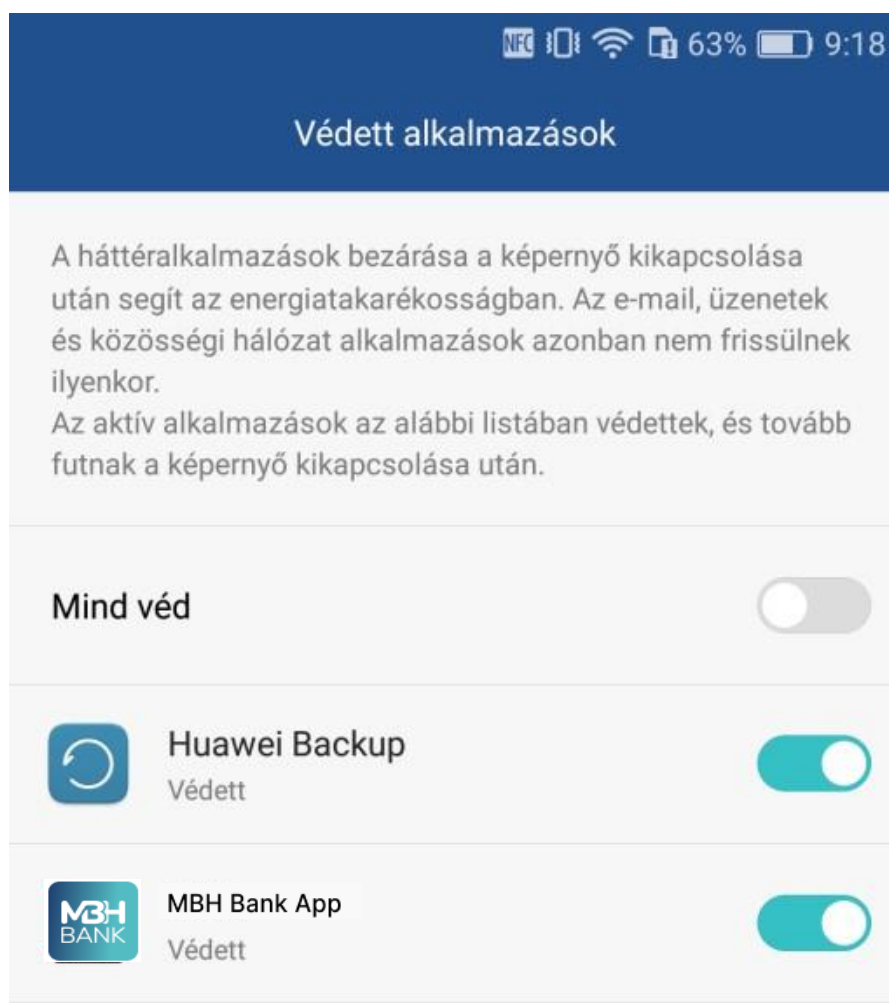 NFC 63% 9:18
Védett alkalmazások
A háttéralkalmazások bezárása a képernyő kikapcsolása
után segít az energiatakarékosságban. Az e-mail, üzenetek
és közösségi hálózat alkalmazások azonban nem frissülnek
ilyenkor.
Az aktív alkalmazások az alábbi listában védettek, és tovább
futnak a képernyő kikapcsolása után.
Mind véd
Huawei Backup
Védett
MBH
BANK
MBH Bank App
Védett